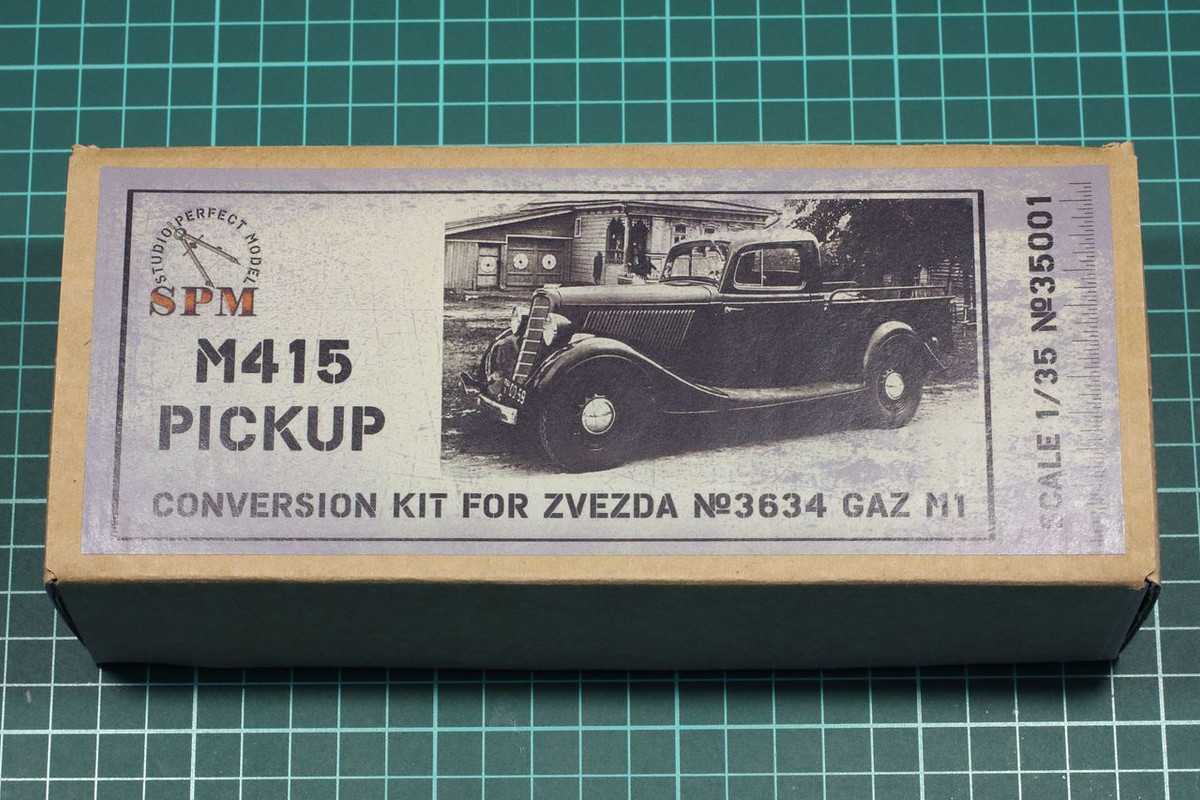 STUDIO PERFECT MODEL
SPM
M415
PICKUP
CONVERSION KIT FOR ZVEZDA №3634 GAZ M1
SCALE 1/35 №35001